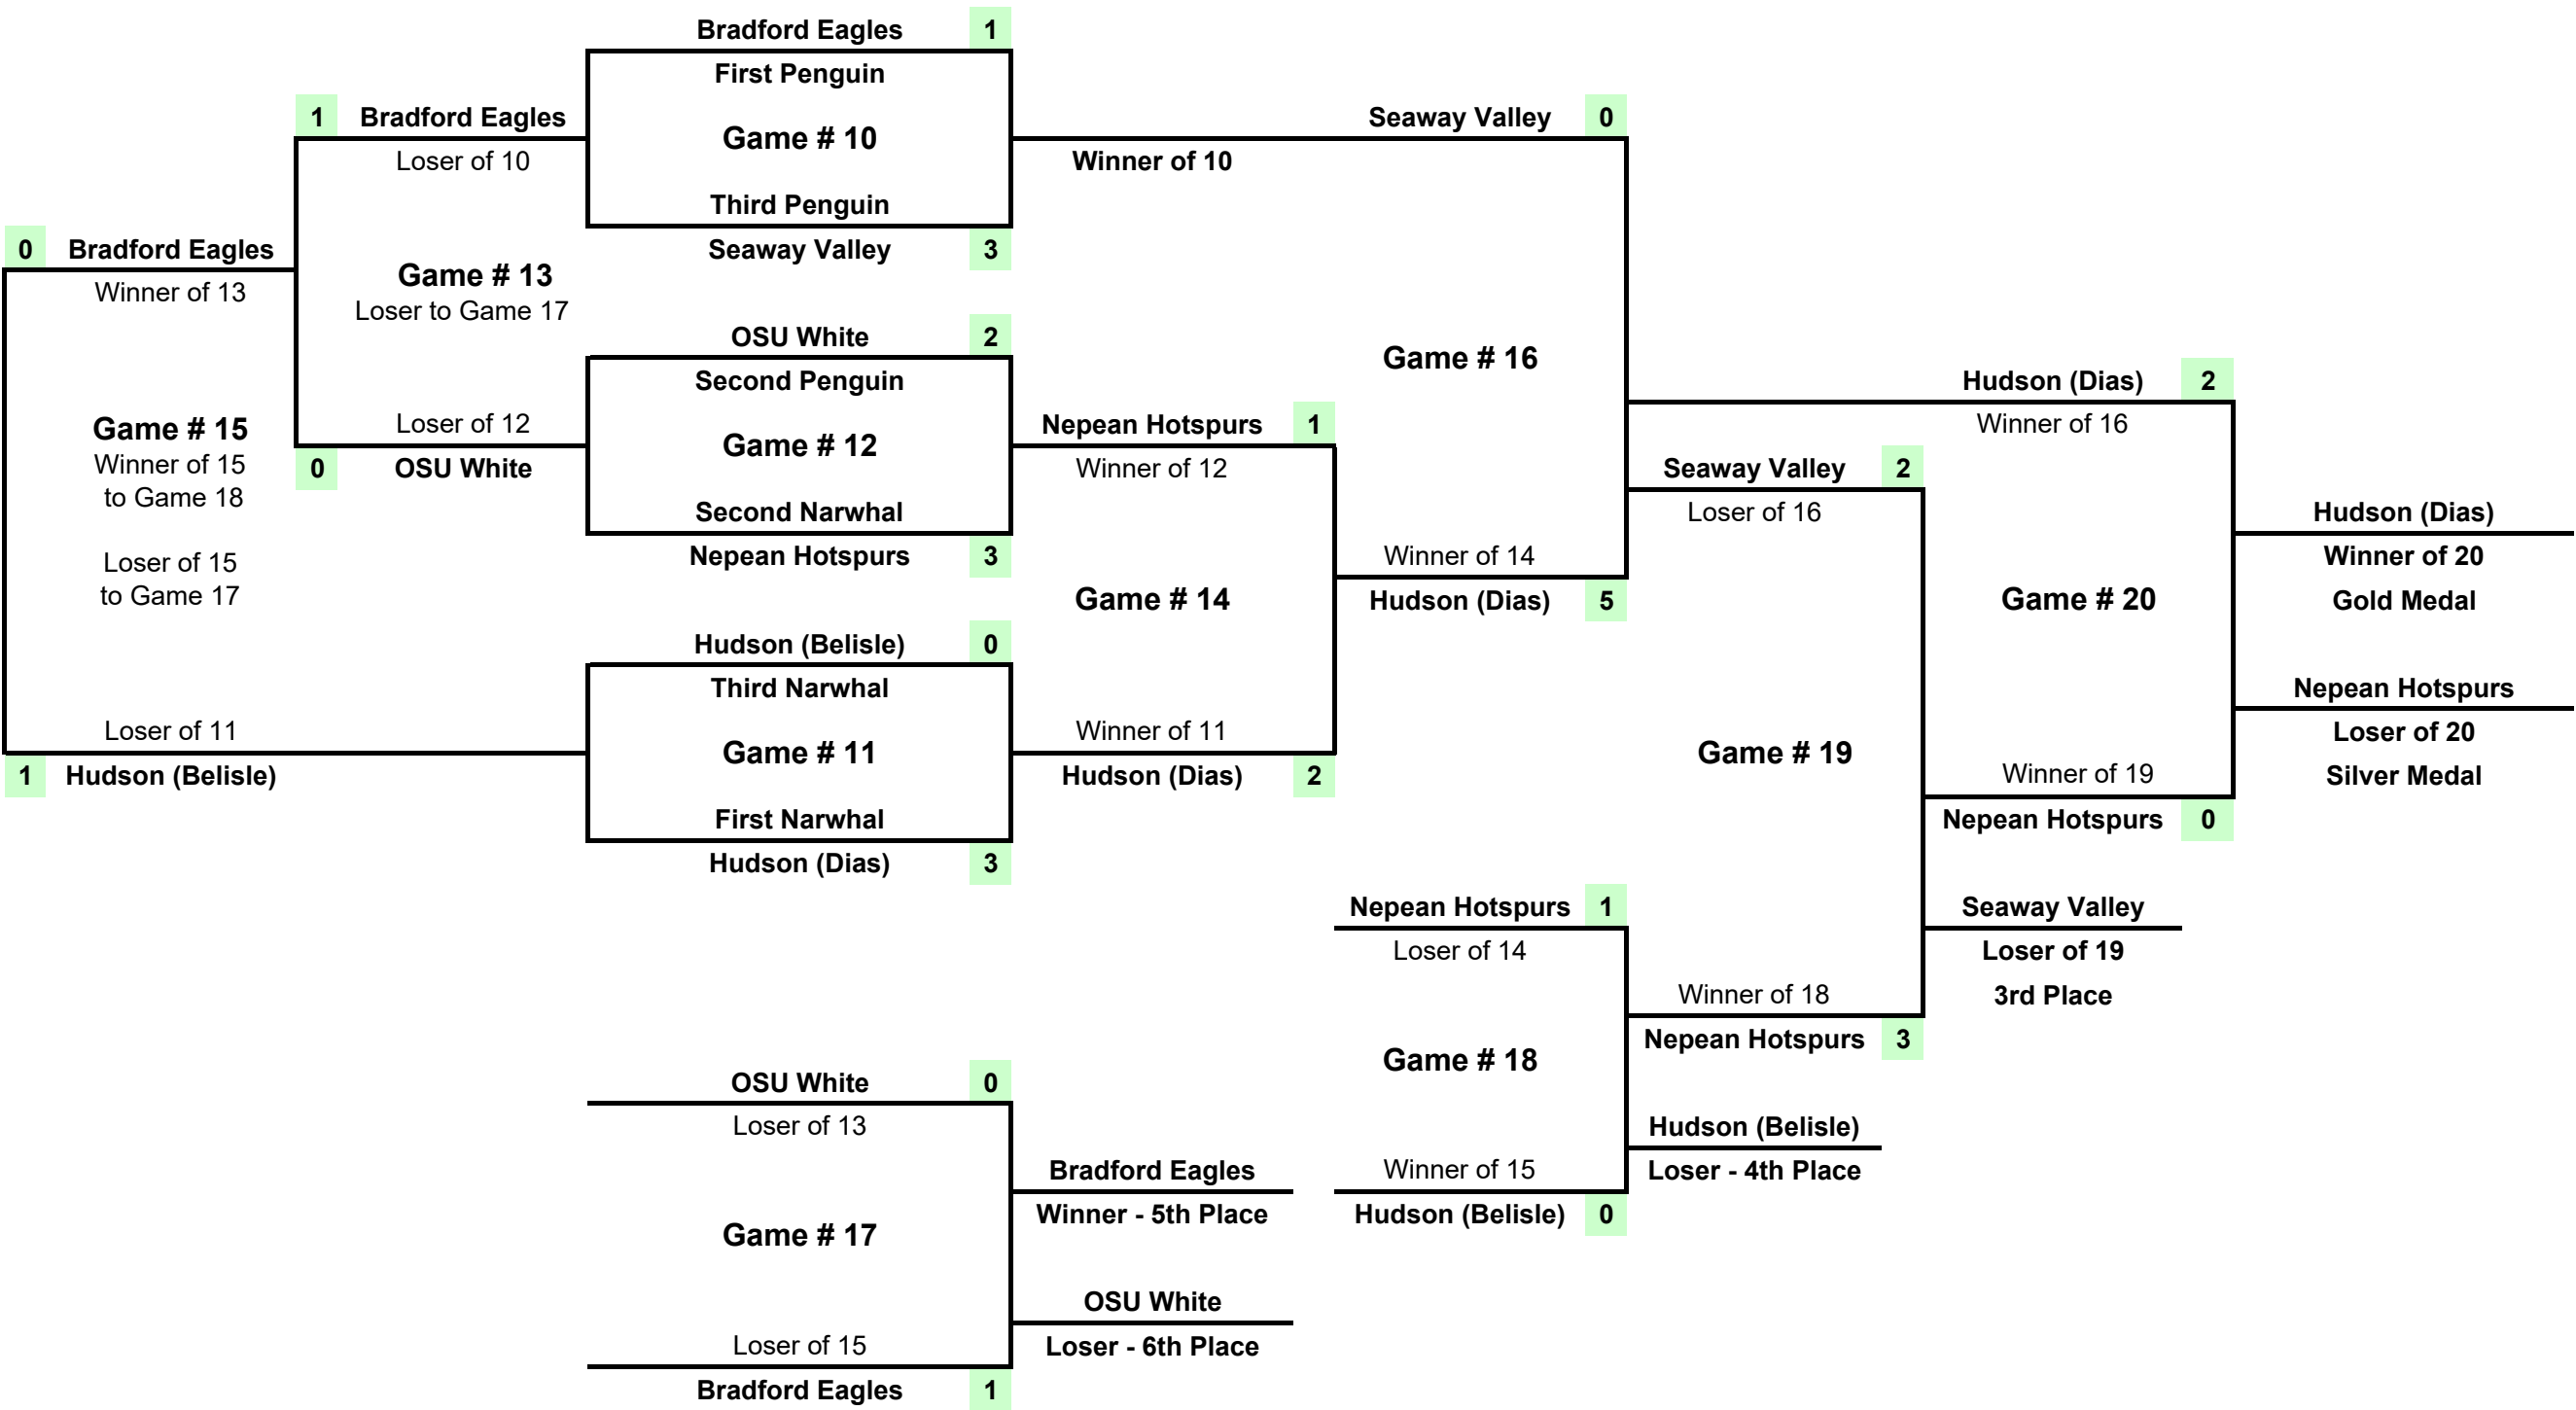 Bradford Eagles 1
First Penguin
1 Bradford Eagles
Seaway Valley 0
Game # 10
Loser of 10
Winner of 10
Third Penguin
0 Bradford Eagles
Seaway Valley 3
Game # 13
Winner of 13
Loser to Game 17
OSU White 2
Game # 16
Second Penguin
Hudson (Dias) 2
Loser of 12
Nepean Hotspurs 1
Winner of 16
Game # 15
Game # 12
Winner of 15
0 OSU White
Winner of 12
Seaway Valley 2
to Game 18
Second Narwhal
Loser of 16
Hudson (Dias)
Loser of 15
Nepean Hotspurs 3
Winner of 14
Winner of 20
to Game 17
Game # 14
Hudson (Dias) 5
Game # 20
Gold Medal
Hudson (Belisle) 0
Third Narwhal
Nepean Hotspurs
Loser of 11
Winner of 11
Loser of 20
Game # 11
Game # 19
1 Hudson (Belisle)
Hudson (Dias) 2
Winner of 19
Silver Medal
First Narwhal
Nepean Hotspurs 0
Hudson (Dias) 3
Nepean Hotspurs 1
Seaway Valley
Loser of 14
Loser of 19
Winner of 18
3rd Place
Game # 18
Nepean Hotspurs 3
OSU White 0
Loser of 13
Hudson (Belisle)
Bradford Eagles
Winner of 15
Loser - 4th Place
Winner - 5th Place
Hudson (Belisle) 0
Game # 17
OSU White
Loser of 15
Loser - 6th Place
Bradford Eagles 1